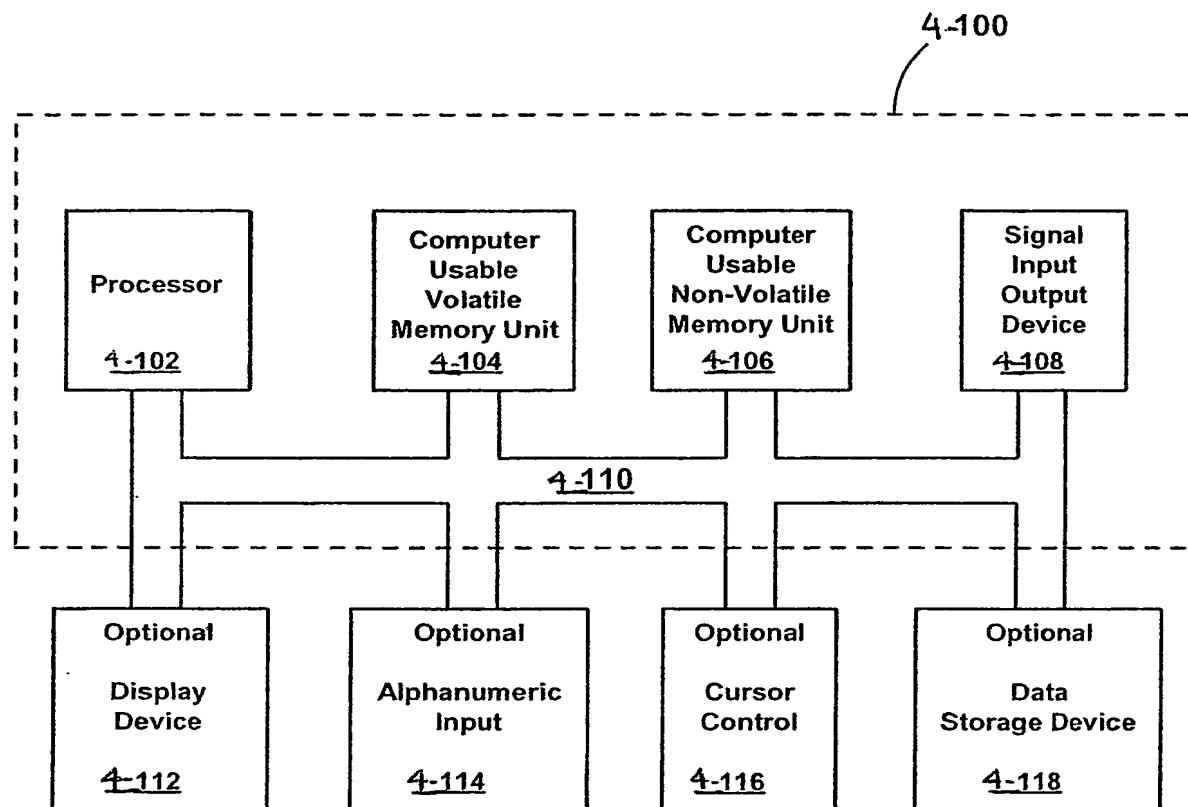 4-100
Processor
4-102
Computer
Usable
Volatile
Memory Unit
4-104
Computer
Usable
Non-Volatile
Memory Unit
4-106
Signal
Input
Output
Device
4-108
4-110
Optional
Display
Device
4-112
Optional
Alphanumeric
Input
4-114
Optional
Cursor
Control
4-116
Optional
Data
Storage Device
4-118